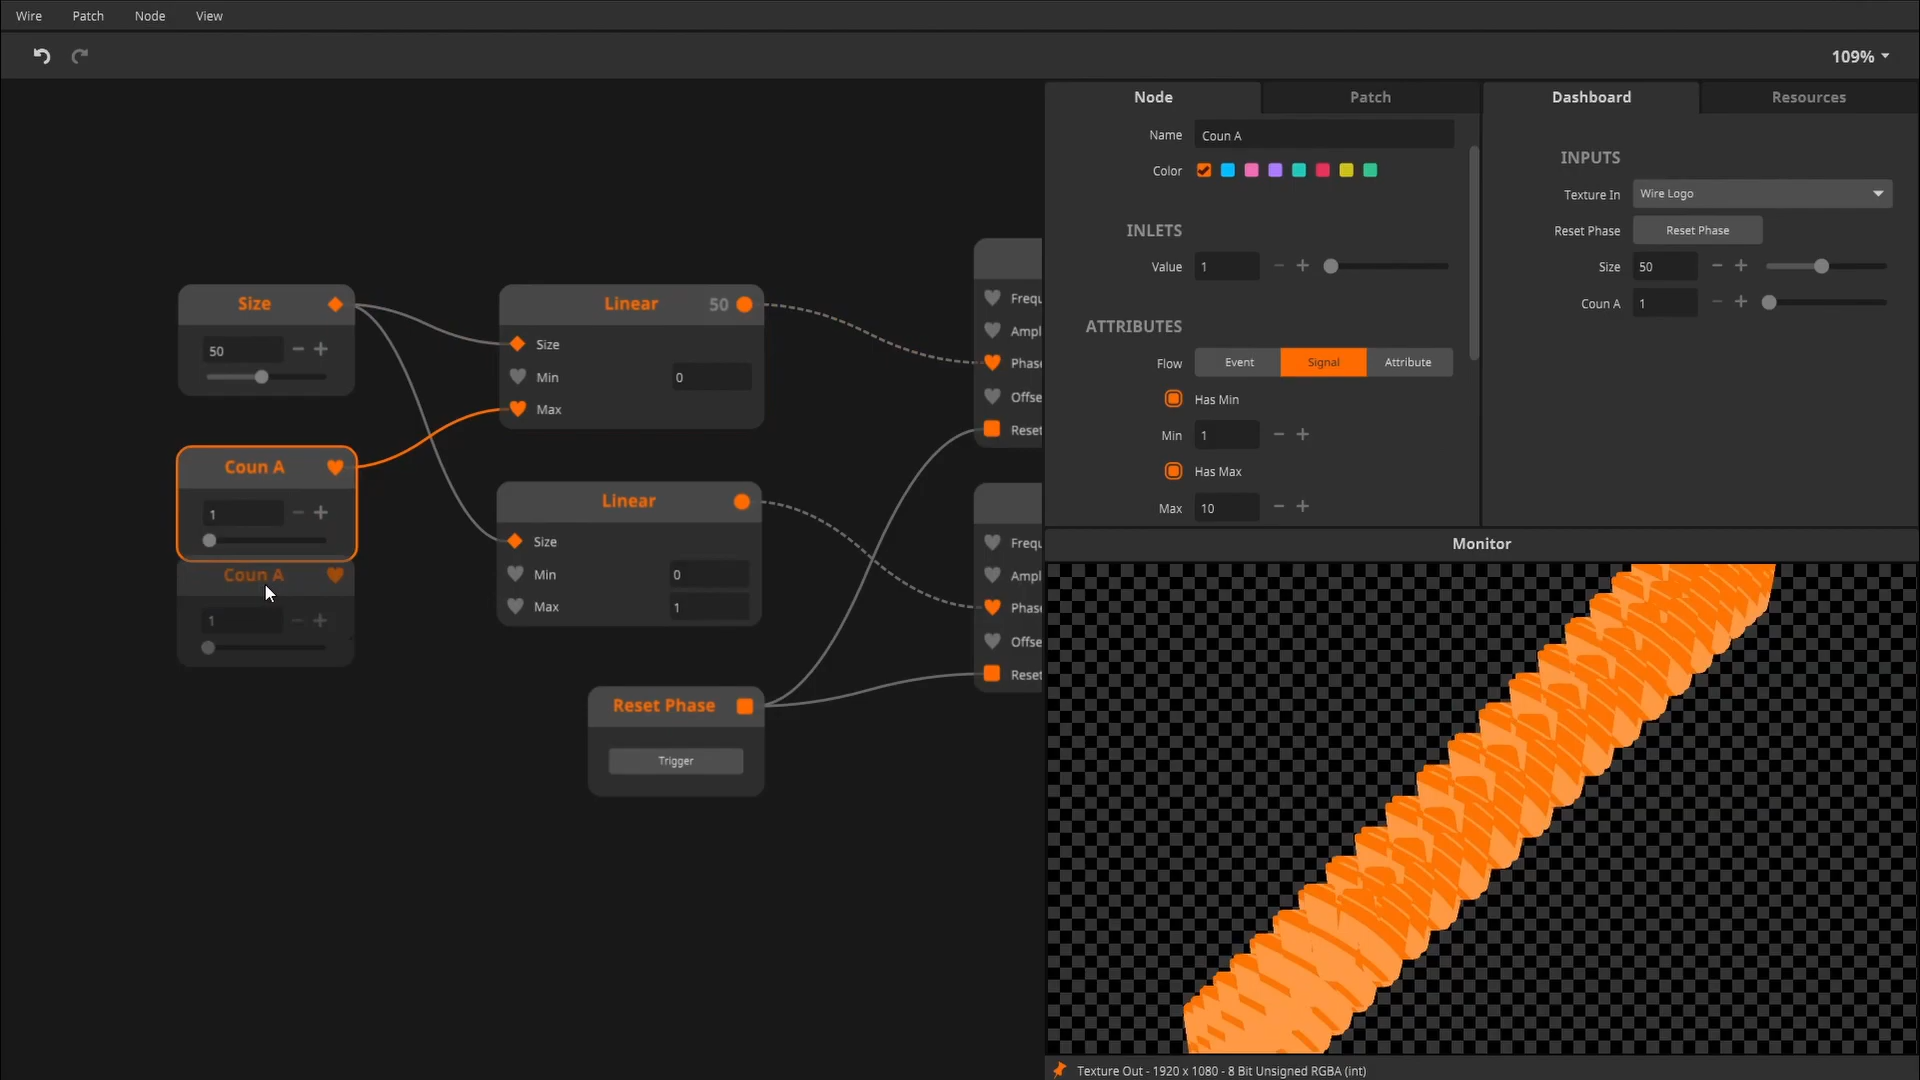 Wire Patch Node View
109%
Node Patch
Dashboard Resources
Name Coun A
Color
INLETS
Value 1 − +
ATTRIBUTES
Flow Event Signal Attribute
Has Min
Min 1 − +
Has Max
Max 10 − +
INPUTS
Texture In Wire Logo
Reset Phase Reset Phase
Size 50 − +
Coun A 1 − +
Size
50 − +
Coun A
1 − +
Coun A
1 − +
Linear 50
Size
Min 0
Max
Linear
Size
Min 0
Max 1
Reset Phase
Trigger
Frequ
Ampl
Phase
Offse
Reset
Frequ
Ampl
Phase
Offse
Reset
Monitor
Texture Out - 1920 x 1080 - 8 Bit Unsigned RGBA (int)